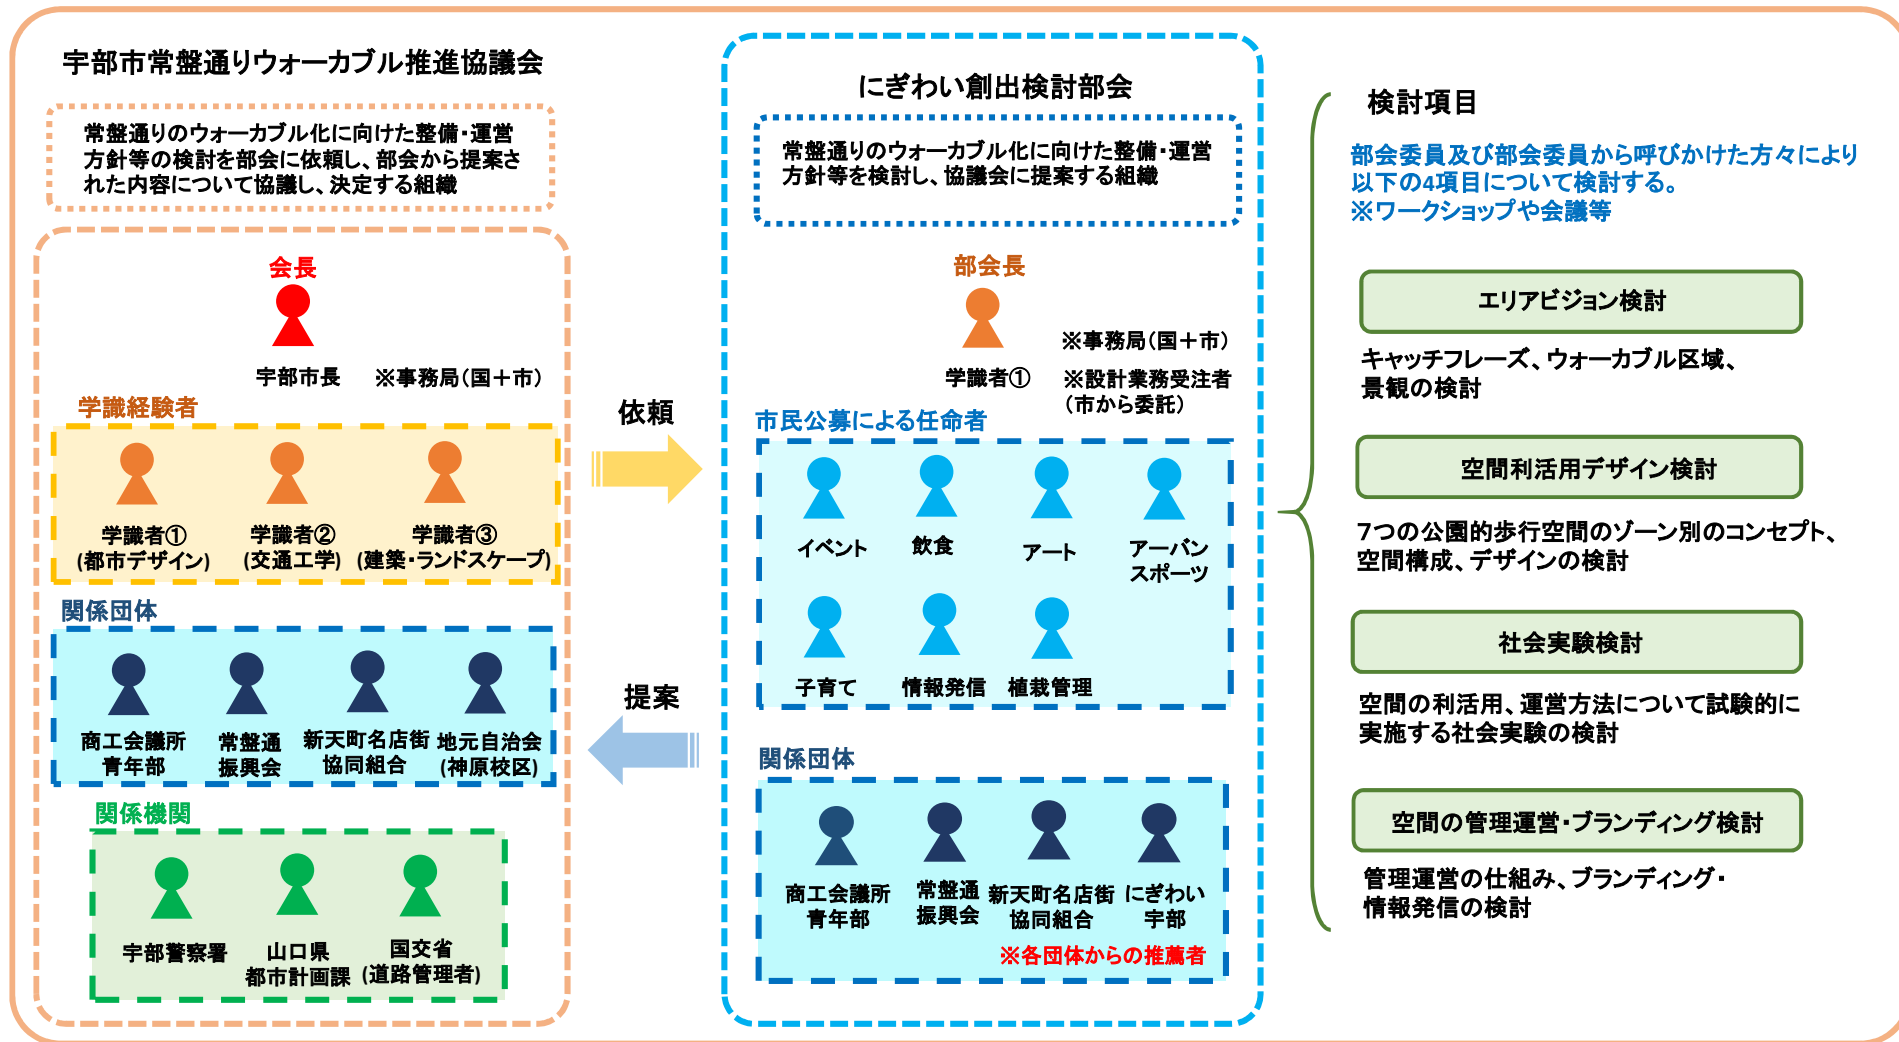 宇部市常盤通りウォーカブル推進協議会
常盤通りのウォーカブル化に向けた整備・運営
方針等の検討を部会に依頼し、部会から提案さ
れた内容について協議し、決定する組織
会長
宇部市長
※事務局(国＋市)
学識経験者
学識者①
(都市デザイン)
学識者②
(交通工学)
学識者③
(建築・ランドスケープ)
関係団体
商工会議所
青年部
常盤通
振興会
新天町名店街
協同組合
地元自治会
(神原校区)
関係機関
宇部警察署
山口県
都市計画課
国交省
(道路管理者)
依頼
提案
にぎわい創出検討部会
常盤通りのウォーカブル化に向けた整備・運営
方針等を検討し、協議会に提案する組織
部会長
学識者①
※事務局(国＋市)
※設計業務受注者
(市から委託)
市民公募による任命者
イベント
飲食
アート
アーバン
スポーツ
子育て
情報発信
植栽管理
関係団体
商工会議所
青年部
常盤通
振興会
新天町名店街
協同組合
にぎわい
宇部
※各団体からの推薦者
検討項目
部会委員及び部会委員から呼びかけた方々により
以下の4項目について検討する。
※ワークショップや会議等
エリアビジョン検討
キャッチフレーズ、ウォーカブル区域、
景観の検討
空間利活用デザイン検討
7つの公園的歩行空間のゾーン別のコンセプト、
空間構成、デザインの検討
社会実験検討
空間の利活用、運営方法について試験的に
実施する社会実験の検討
空間の管理運営・ブランディング検討
管理運営の仕組み、ブランディング・
情報発信の検討